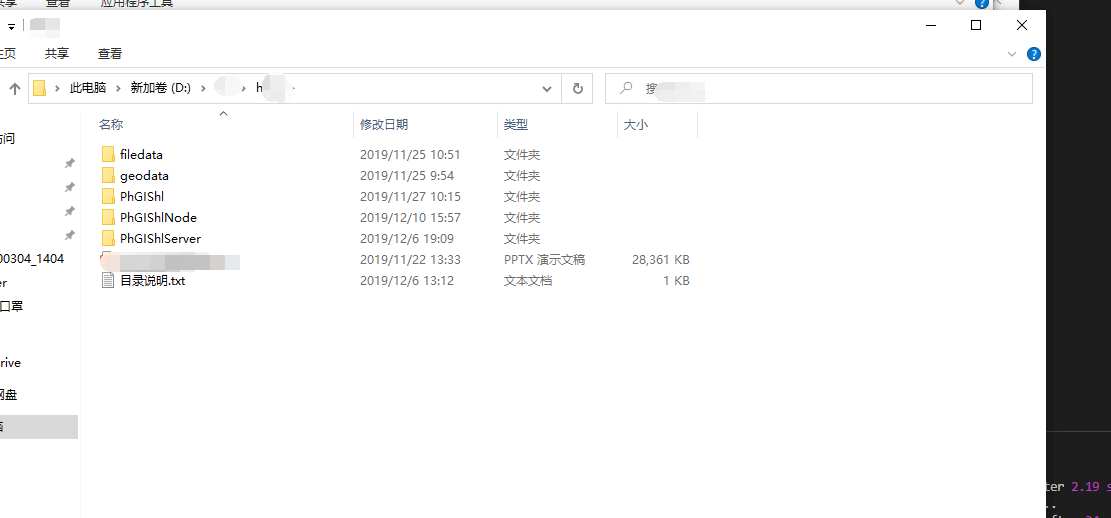 共享 查看 应用程序工具
主页 共享 查看
此电脑 新加卷 (D:) h 搜
名称 修改日期 类型 大小
访问
filedata 2019/11/25 10:51 文件夹
geodata 2019/11/25 9:54 文件夹
PhGIShl 2019/11/27 10:15 文件夹
PhGIShlNode 2019/12/10 15:57 文件夹
PhGIShlServer 2019/12/6 19:09 文件夹
00304_1404 2019/11/22 13:33 PPTX 演示文稿 28,361 KB
er 目录说明.txt 2019/12/6 13:12 文本文档 1 KB
口罩
rive
网盘
ter 2.19 s
..